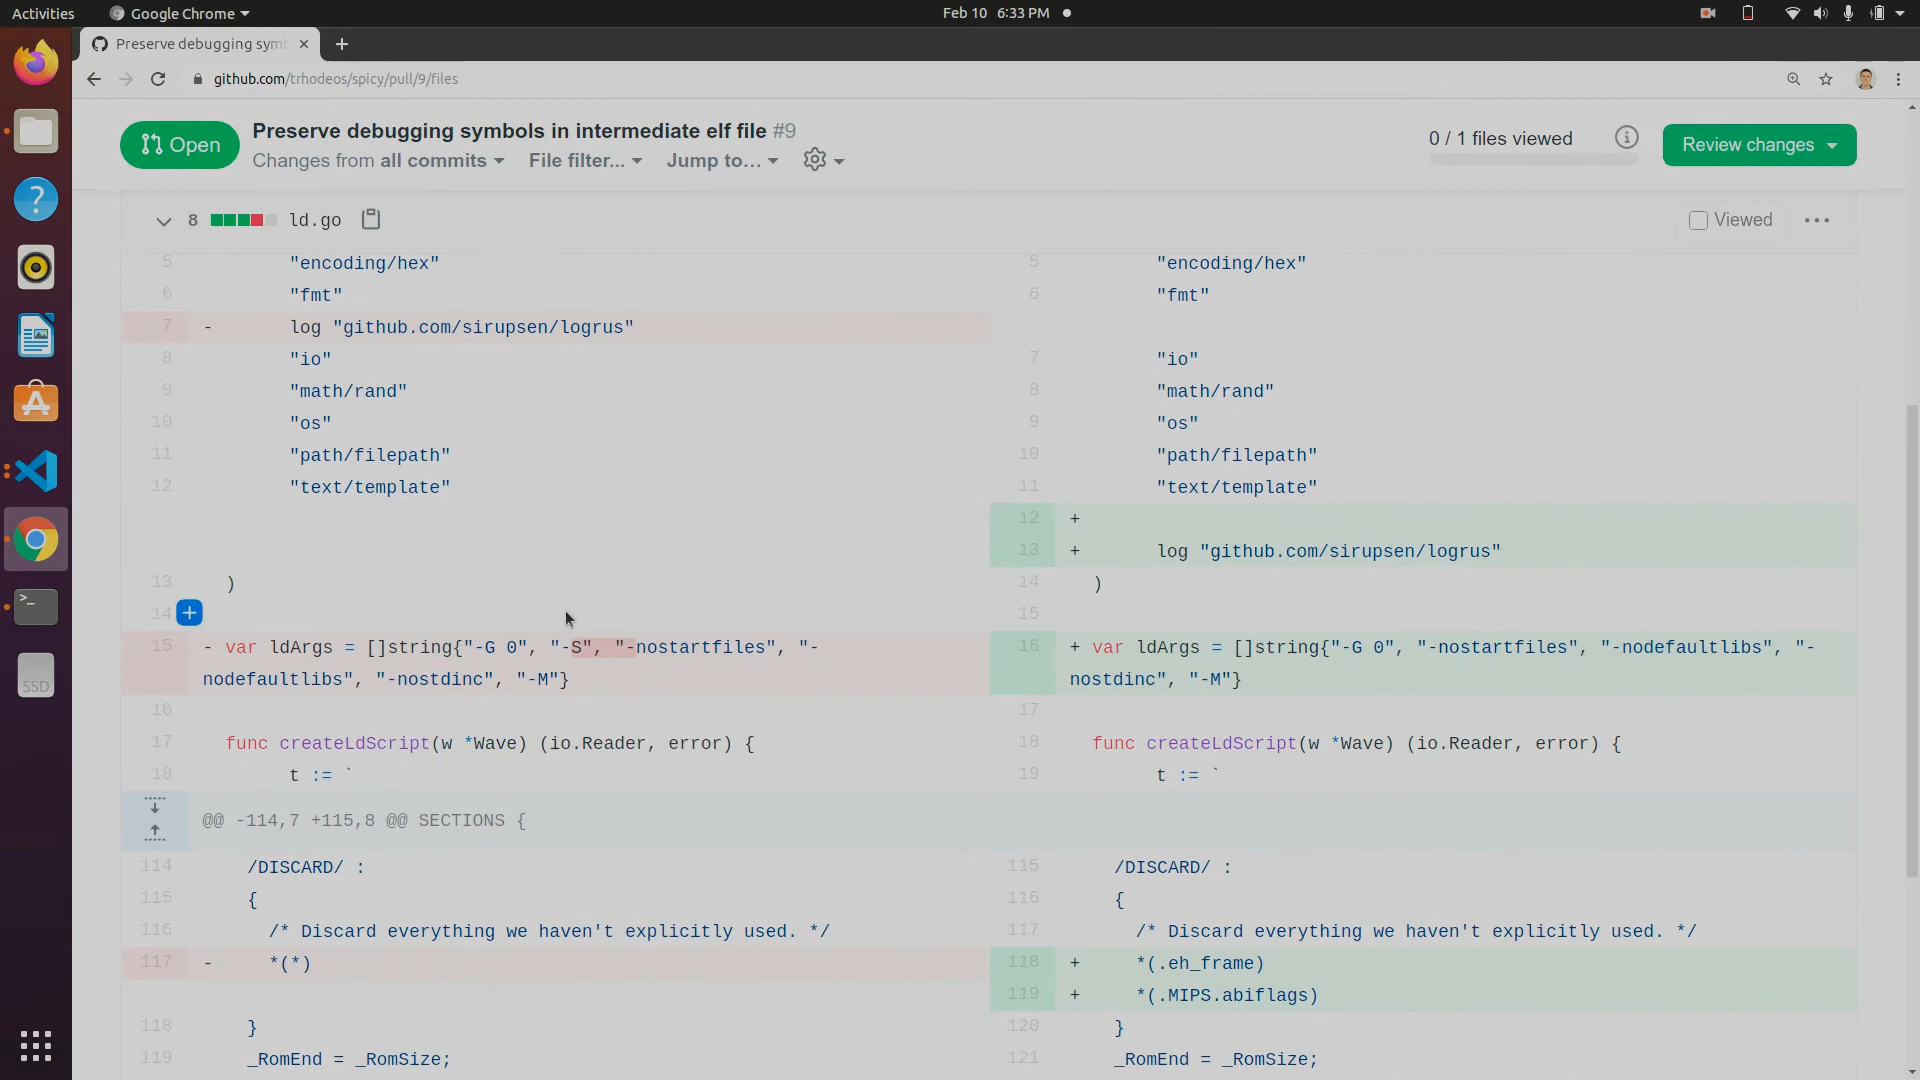 Activities
Google Chrome
Feb 10 6:33 PM
Preserve debugging sym
github.com/trhodeos/spicy/pull/9/files
Open
Preserve debugging symbols in intermediate elf file #9
Changes from all commits
File filter...
Jump to...
0 / 1 files viewed
Review changes
8
ld.go
Viewed
5 "encoding/hex" 5 "encoding/hex"
6 "fmt" 6 "fmt"
7 - log "github.com/sirupsen/logrus"
8 "io" 7 "io"
9 "math/rand" 8 "math/rand"
10 "os" 9 "os"
11 "path/filepath" 10 "path/filepath"
12 "text/template" 11 "text/template"
12 +
13 + log "github.com/sirupsen/logrus"
13 ) 14 )
14 15
15 - var ldArgs = []string{"-G 0", "-S", "-nostartfiles", "- 16 + var ldArgs = []string{"-G 0", "-nostartfiles", "-nodefaultlibs", "-
nodefaultlibs", "-nostdinc", "-M"} nostdinc", "-M"}
16 17
17 func createLdScript(w *Wave) (io.Reader, error) { 18 func createLdScript(w *Wave) (io.Reader, error) {
18 t := ` 19 t := `
@@ -114,7 +115,8 @@ SECTIONS {
114 /DISCARD/ : 115 /DISCARD/ :
115 { 116 {
116 /* Discard everything we haven't explicitly used. */ 117 /* Discard everything we haven't explicitly used. */
117 - *(*) 118 + *(.eh_frame)
119 + *(.MIPS.abiflags)
118 } 120 }
119 _RomEnd = _RomSize; 121 _RomEnd = _RomSize;
SSD